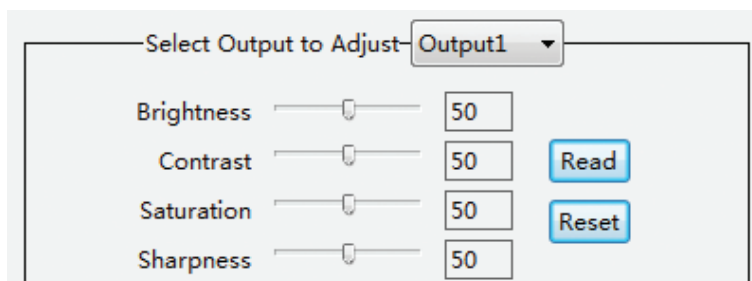 Select Output to Adjust Output1
Brightness 50
Contrast 50 Read
Saturation 50
Reset
Sharpness 50